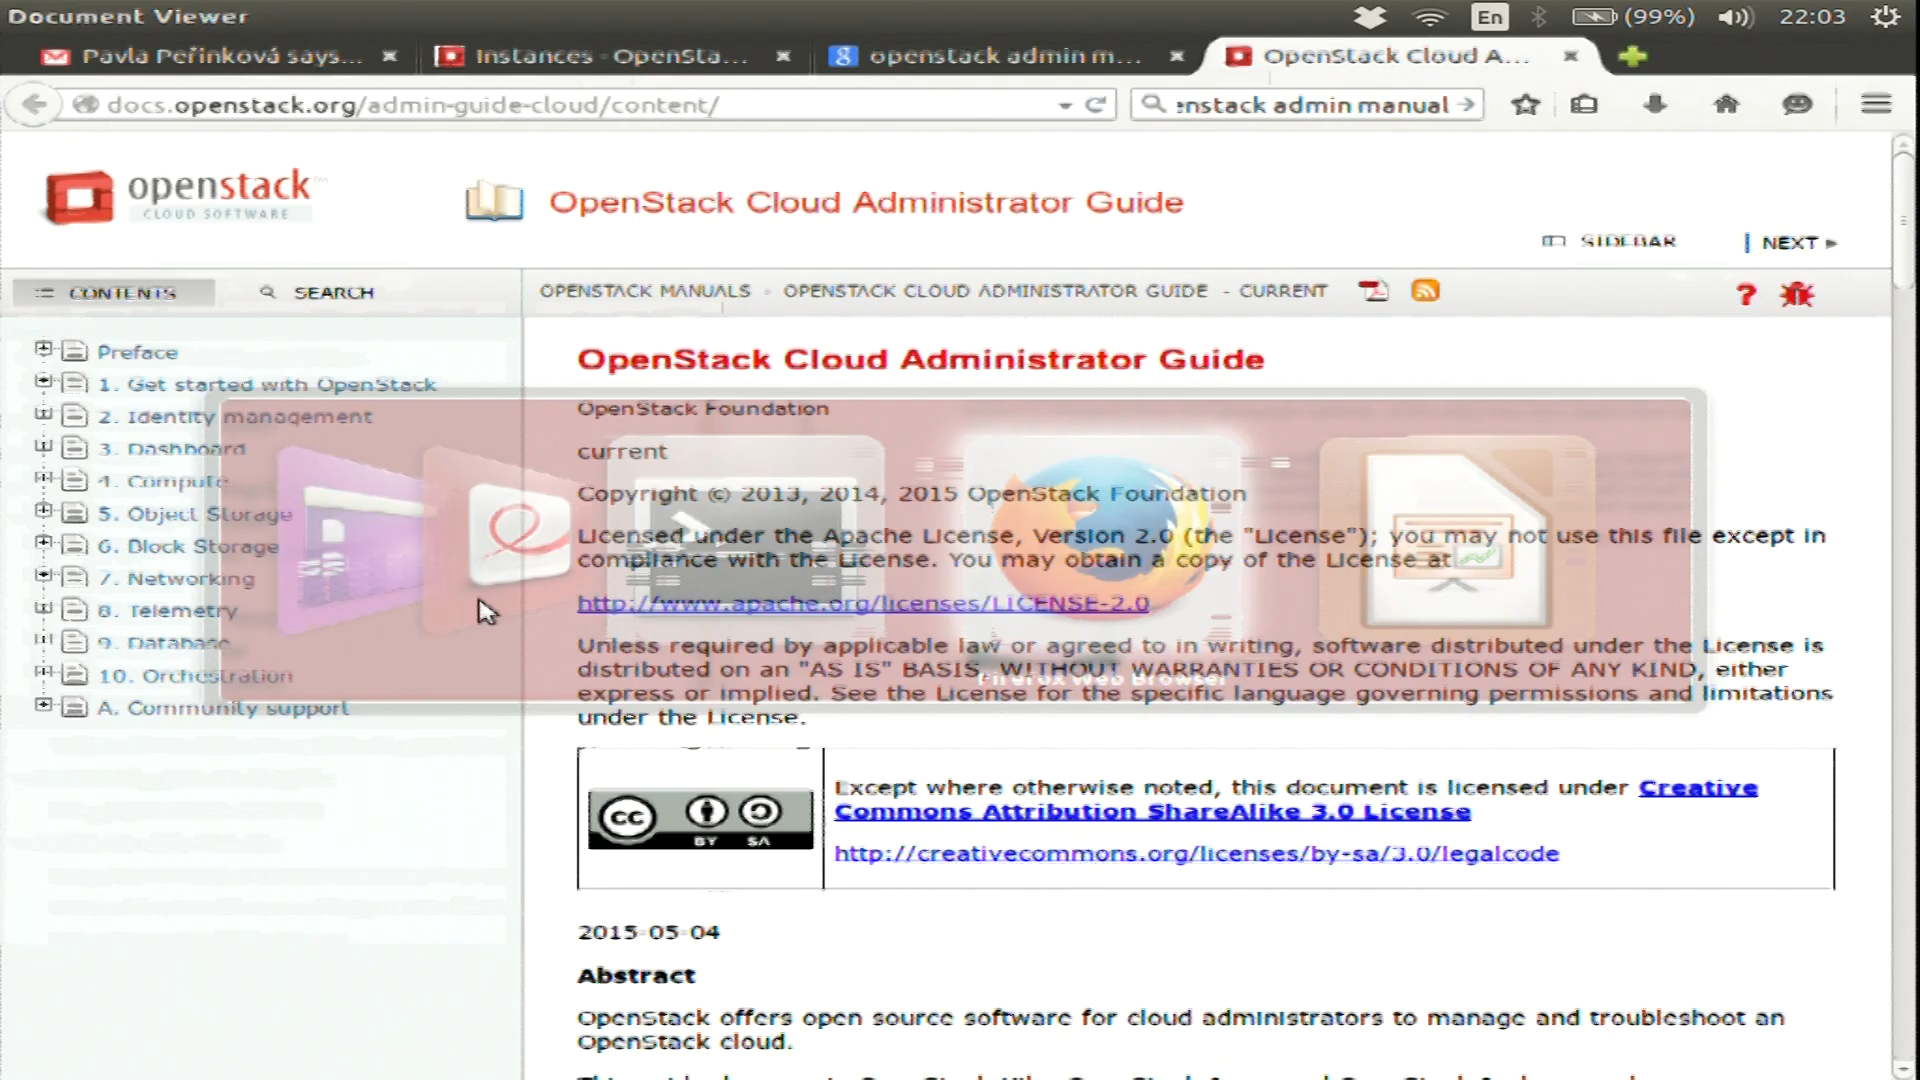 Document Viewer
En (99%) 22:03
Pavla Peřinková says... Instances - OpenSta... openstack admin m... OpenStack Cloud A...
docs.openstack.org/admin-guide-cloud/content/ enstack admin manual
openstack
CLOUD SOFTWARE
OpenStack Cloud Administrator Guide
SIDEBAR NEXT
CONTENTS SEARCH
OPENSTACK MANUALS OPENSTACK CLOUD ADMINISTRATOR GUIDE - CURRENT
Preface
1. Get started with OpenStack
2. Identity management
3. Dashboard
4. Compute
5. Object Storage
6. Block Storage
7. Networking
8. Telemetry
9. Database
10. Orchestration
A. Community support
OpenStack Cloud Administrator Guide
OpenStack Foundation
current
Copyright © 2013, 2014, 2015 OpenStack Foundation
Licensed under the Apache License, Version 2.0 (the "License"); you may not use this file except in
compliance with the License. You may obtain a copy of the License at
http://www.apache.org/licenses/LICENSE-2.0
Unless required by applicable law or agreed to in writing, software distributed under the License is
distributed on an "AS IS" BASIS, WITHOUT WARRANTIES OR CONDITIONS OF ANY KIND, either
Firefox Web Browser
express or implied. See the License for the specific language governing permissions and limitations
under the License.
Except where otherwise noted, this document is licensed under Creative
Commons Attribution ShareAlike 3.0 License
http://creativecommons.org/licenses/by-sa/3.0/legalcode
cc BY SA
2015-05-04
Abstract
OpenStack offers open source software for cloud administrators to manage and troubleshoot an
OpenStack cloud.